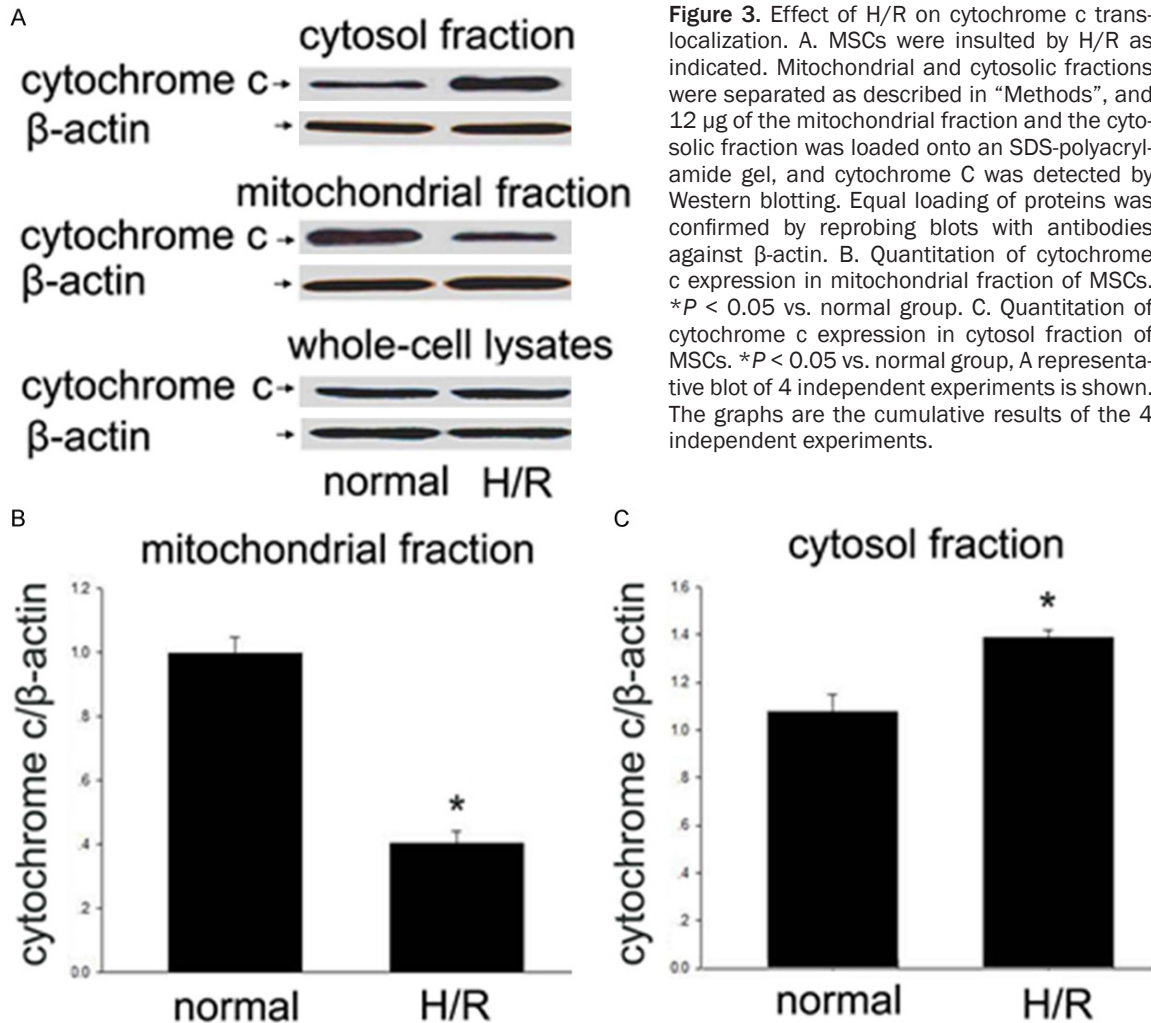 A
cytosol fraction
cytochrome c
β-actin
mitochondrial fraction
cytochrome c
β-actin
whole-cell lysates
cytochrome c
β-actin
normal H/R
Figure 3. Effect of H/R on cytochrome c trans-
localization. A. MSCs were insulted by H/R as
indicated. Mitochondrial and cytosolic fractions
were separated as described in “Methods”, and
12 µg of the mitochondrial fraction and the cyto-
solic fraction was loaded onto an SDS-polyacryl-
amide gel, and cytochrome C was detected by
Western blotting. Equal loading of proteins was
confirmed by reprobing blots with antibodies
against β-actin. B. Quantitation of cytochrome
c expression in mitochondrial fraction of MSCs.
*P < 0.05 vs. normal group. C. Quantitation of
cytochrome c expression in cytosol fraction of
MSCs. *P < 0.05 vs. normal group, A representa-
tive blot of 4 independent experiments is shown.
The graphs are the cumulative results of the 4
independent experiments.
B
mitochondrial fraction
cytochrome c/β-actin
1.2
1.0
.8
.6
.4
.2
0.0
*
normal H/R
C
cytosol fraction
cytochrome c/β-actin
1.6
1.4
1.2
1.0
.8
.6
.4
.2
0.0
*
normal H/R